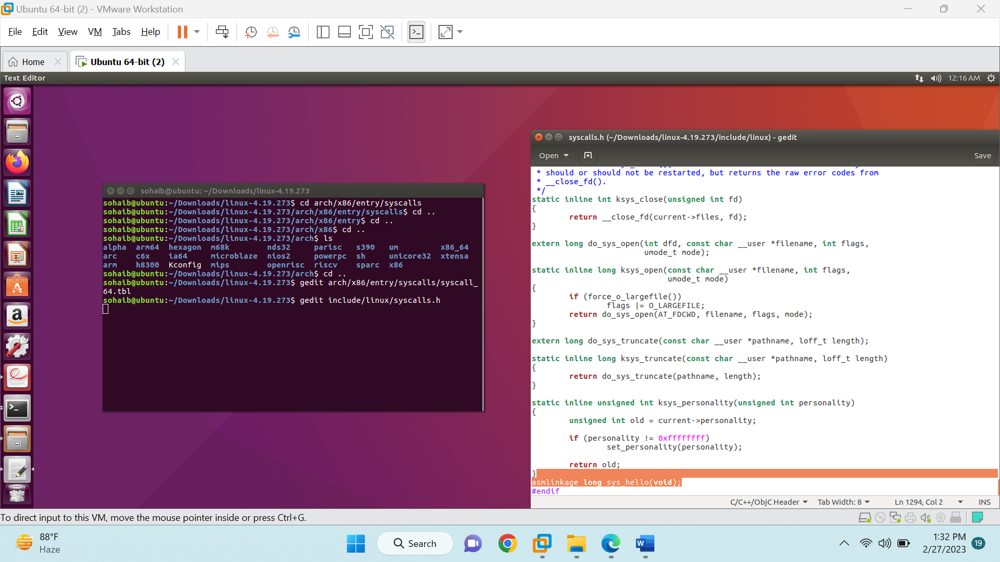 Ubuntu 64-bit (2) - VMware Workstation
File Edit View VM Tabs Help
Home
Ubuntu 64-bit (2)
Text Editor
12:16 AM
syscalls.h (~/Downloads/linux-4.19.273/include/linux) - gedit
Open
Save
* should or should not be restarted, but returns the raw error codes from
* __close_fd().
*/
static inline int ksys_close(unsigned int fd)
{
return __close_fd(current->files, fd);
}
extern long do_sys_open(int dfd, const char __user *filename, int flags,
umode_t mode);
static inline long ksys_open(const char __user *filename, int flags,
umode_t mode)
{
if (force_o_largefile())
flags |= O_LARGEFILE;
return do_sys_open(AT_FDCWD, filename, flags, mode);
}
extern long do_sys_truncate(const char __user *pathname, loff_t length);
static inline long ksys_truncate(const char __user *pathname, loff_t length)
{
return do_sys_truncate(pathname, length);
}
static inline unsigned int ksys_personality(unsigned int personality)
{
unsigned int old = current->personality;
if (personality != 0xffffffff)
set_personality(personality);
return old;
}
asmlinkage long sys_hello(void);
#endif
C/C++/ObjC Header
Tab Width: 8
Ln 1294, Col 2
INS
sohaib@ubuntu: ~/Downloads/linux-4.19.273
sohaib@ubuntu:~/Downloads/linux-4.19.273$ cd arch/x86/entry/syscalls
sohaib@ubuntu:~/Downloads/linux-4.19.273/arch/x86/entry/syscalls$ cd ..
sohaib@ubuntu:~/Downloads/linux-4.19.273/arch/x86/entry$ cd ..
sohaib@ubuntu:~/Downloads/linux-4.19.273/arch/x86$ cd ..
sohaib@ubuntu:~/Downloads/linux-4.19.273/arch$ ls
alpha arm64 hexagon m68k nds32 parisc s390 um x86_64
arc c6x ia64 microblaze nios2 powerpc sh unicore32 xtensa
arm h8300 Kconfig mips openrisc riscv sparc x86
sohaib@ubuntu:~/Downloads/linux-4.19.273/arch$ cd ..
sohaib@ubuntu:~/Downloads/linux-4.19.273$ gedit arch/x86/entry/syscalls/syscall_
64.tbl
sohaib@ubuntu:~/Downloads/linux-4.19.273$ gedit include/linux/syscalls.h
To direct input to this VM, move the mouse pointer inside or press Ctrl+G.
88°F
Haze
Search
1:32 PM
2/27/2023
19